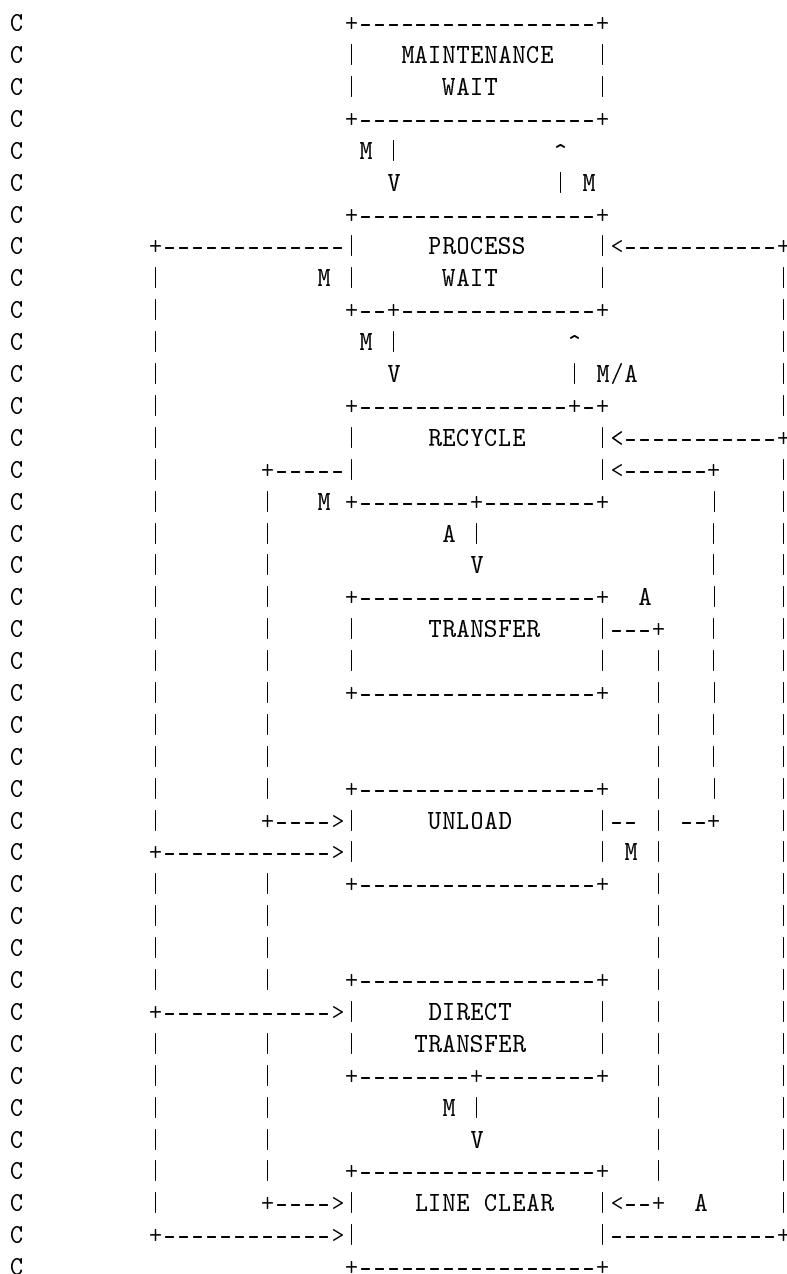 C                       +-----------------+
C                       |   MAINTENANCE   |
C                       |      WAIT       |
C                       +-----------------+
C                        M |           ^
C                          V           | M
C                       +-----------------+
C         +-------------|     PROCESS     |<-----------+
C         |           M |      WAIT       |            |
C         |             +--+--------------+            |
C         |              M |            ^              |
C         |                V            | M/A          |
C         |             +---------------+-+            |
C         |             |     RECYCLE     |<-----------+
C         |       +-----|                 |<------+    |
C         |       |   M +--------+--------+       |    |
C         |       |            A |                |    |
C         |       |              V                |    |
C         |       |     +-----------------+  A    |    |
C         |       |     |     TRANSFER    |---+   |    |
C         |       |     |                 |   |   |    |
C         |       |     +-----------------+   |   |    |
C         |       |                           |   |    |
C         |       |                           |   |    |
C         |       |     +-----------------+   |   |    |
C         |       +---->|     UNLOAD      |-- | --+    |
C         +------------>|                 | M |        |
C         |       |     +-----------------+   |        |
C         |       |                           |        |
C         |       |                           |        |
C         |       |     +-----------------+   |        |
C         +------------>|     DIRECT      |   |        |
C         |       |     |    TRANSFER     |   |        |
C         |       |     +--------+--------+   |        |
C         |       |            M |            |        |
C         |       |              V            |        |
C         |       |     +-----------------+   |        |
C         |       +---->|    LINE CLEAR   |<--+  A     |
C         +------------>|                 |------------+
C                       +-----------------+